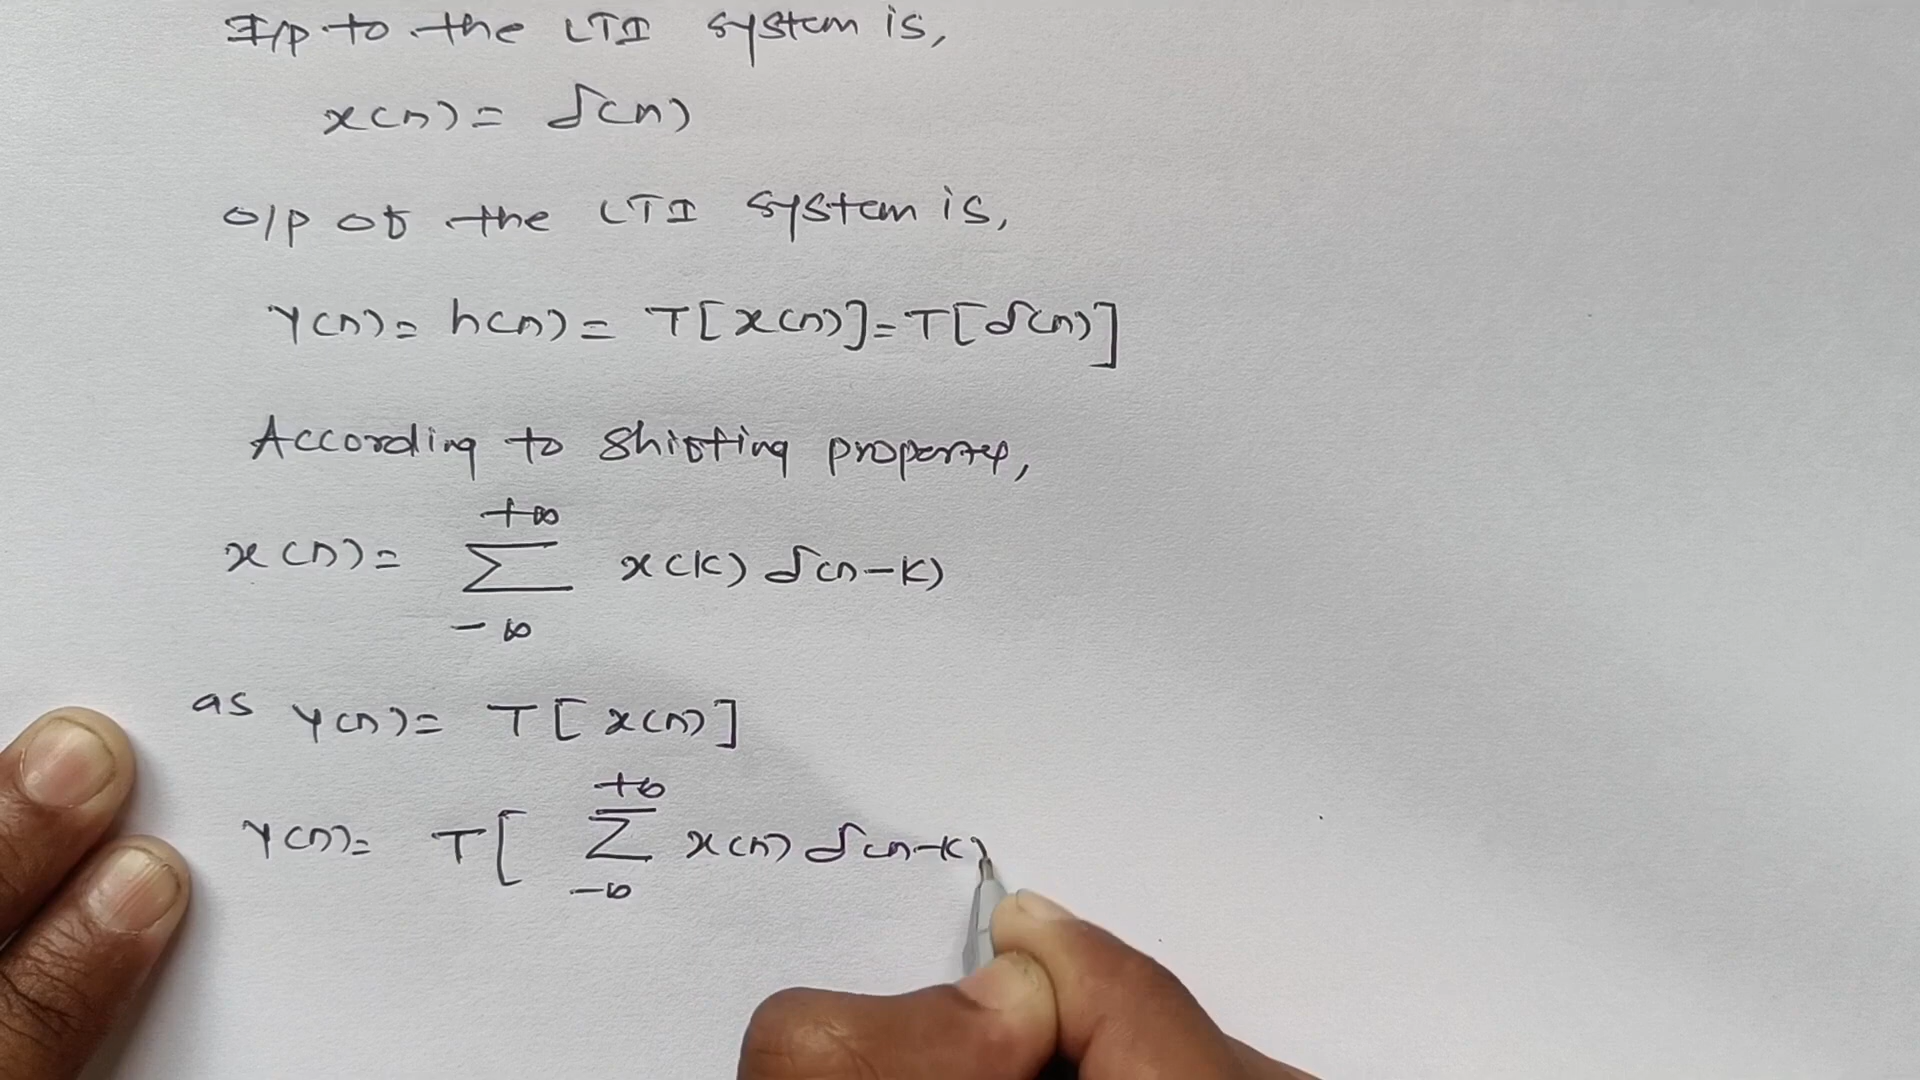 I/p to the LTI system is,
x(n) = δ(n)
o/p of the LTI system is,
y(n) = h(n) = T[x(n)] = T[δ(n)]
According to shifting property,
+∞
x(n) = ∑ x(k) δ(n-k)
-∞
as y(n) = T[x(n)]
+∞
y(n) = T[ ∑ x(n) δ(n-k)
-∞